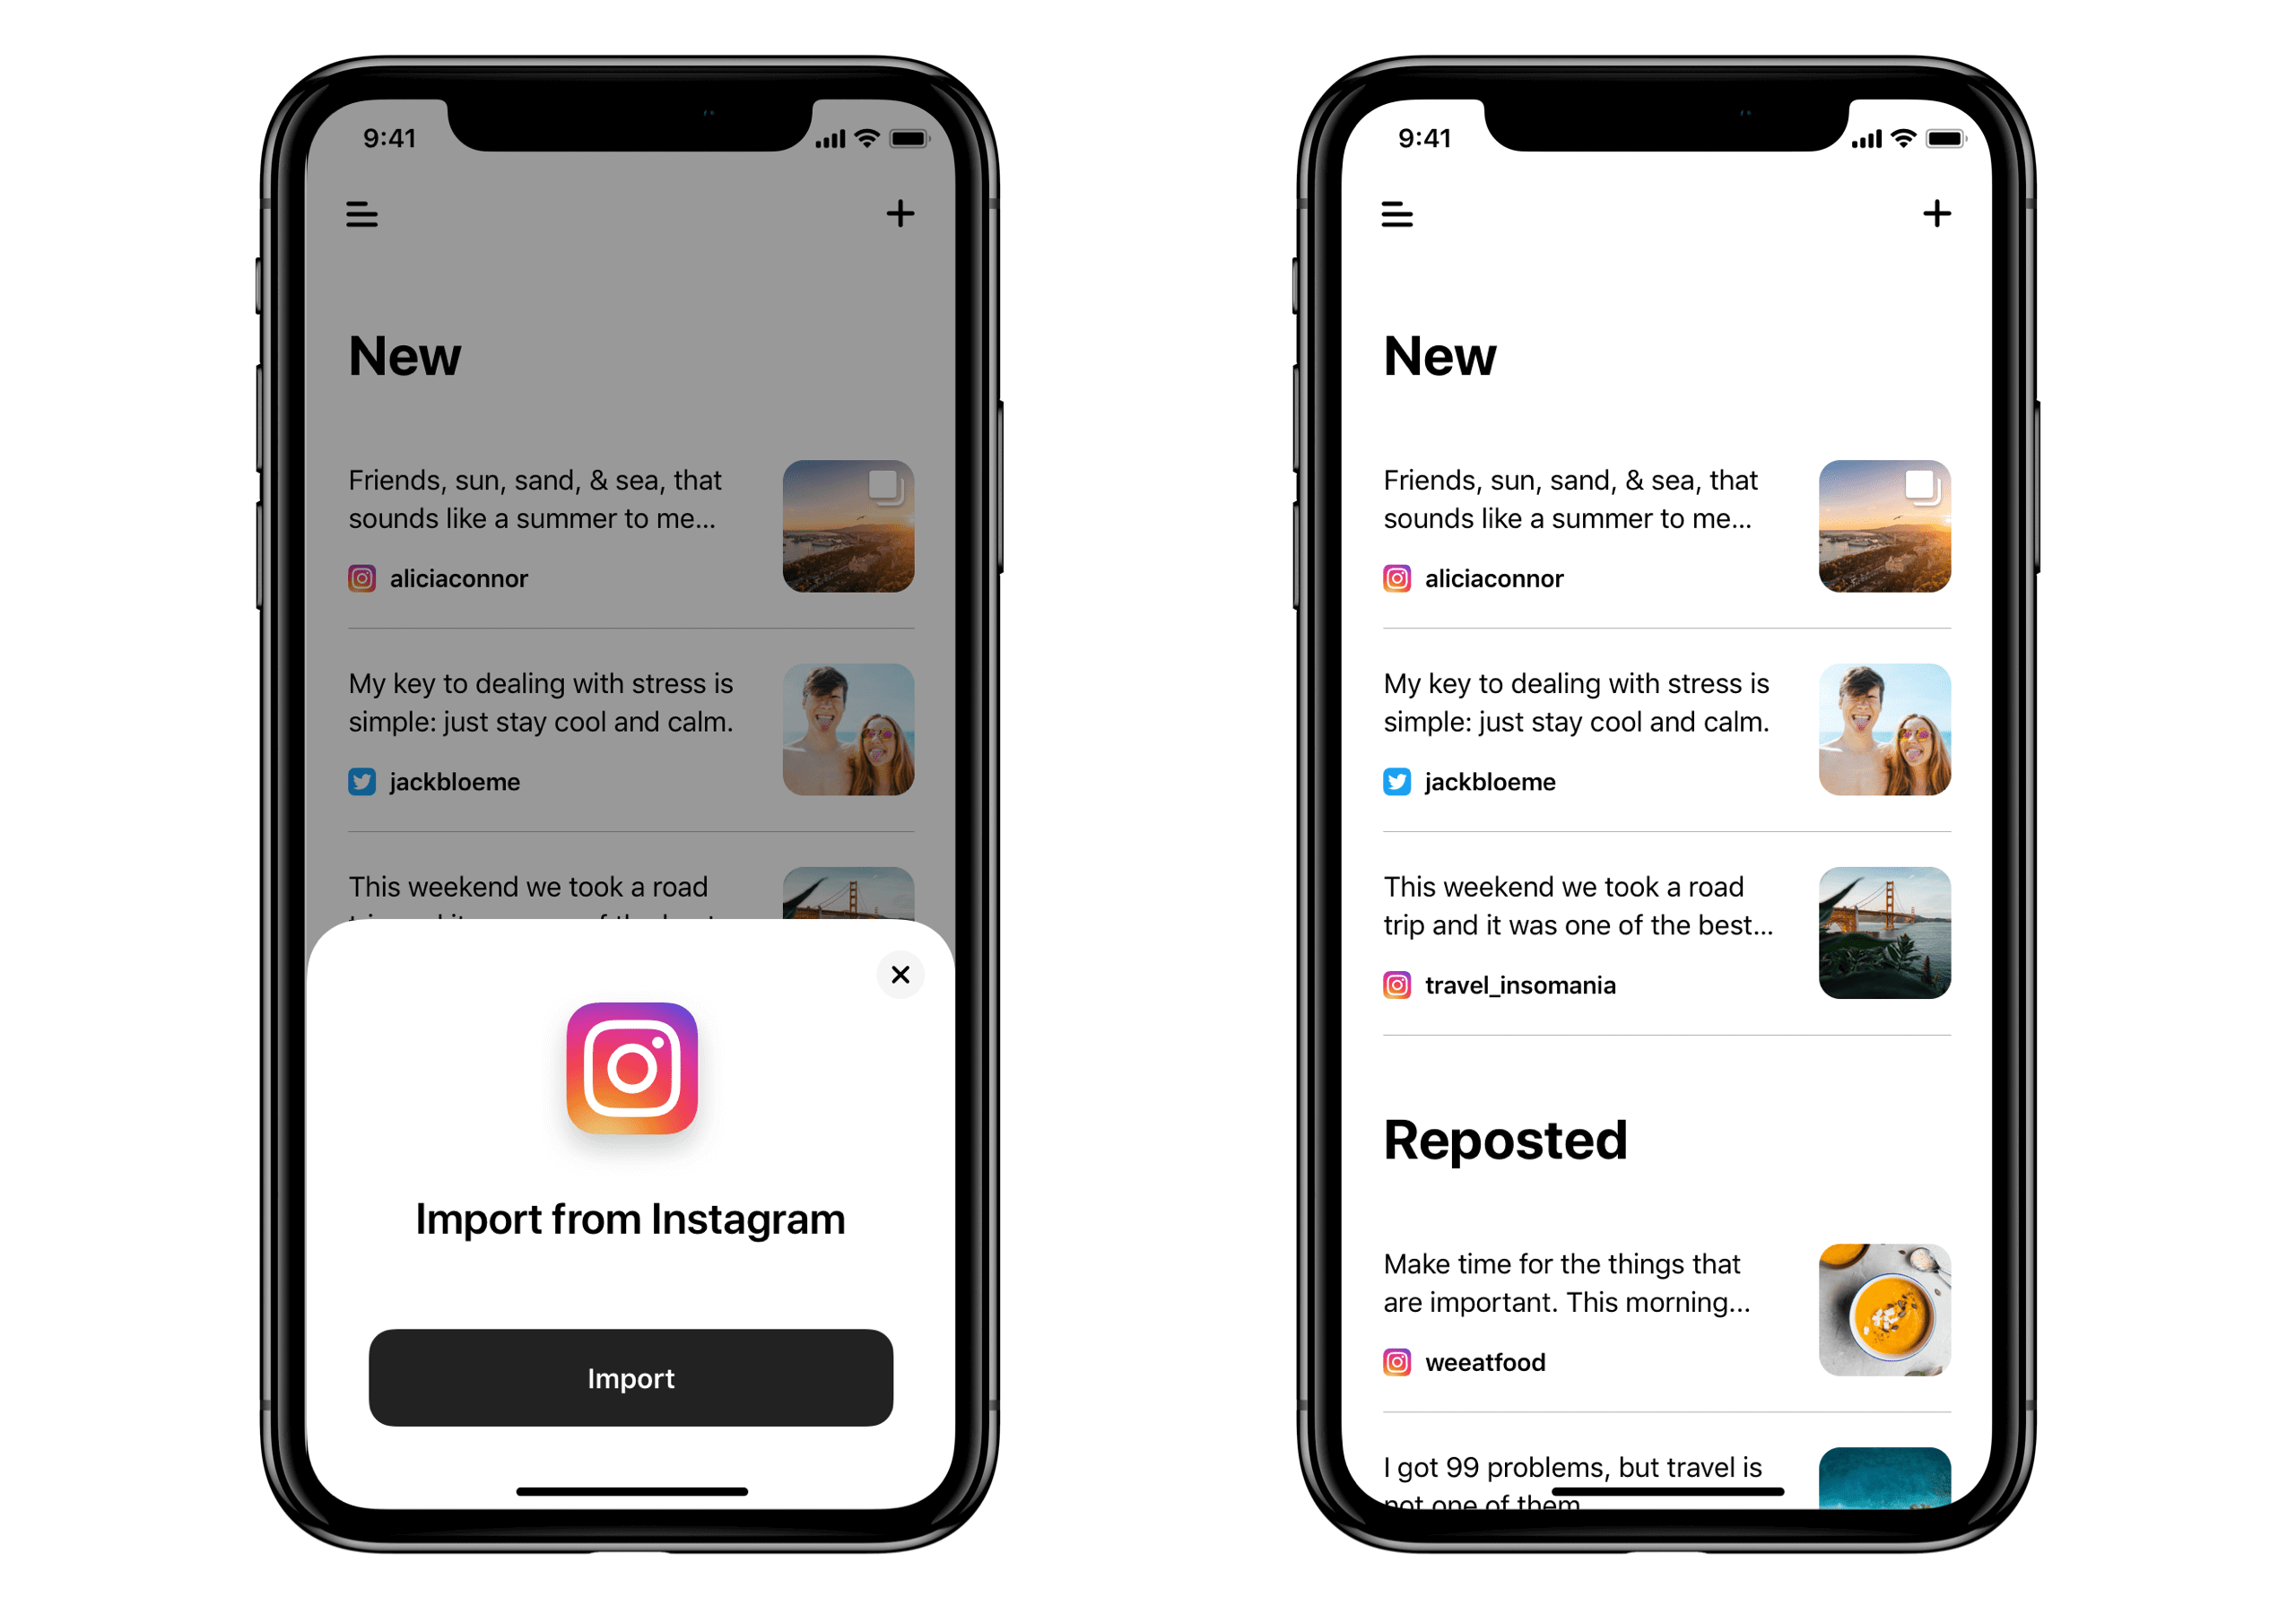 9:41
New
Friends, sun, sand, & sea, that
sounds like a summer to me...
aliciaconnor
My key to dealing with stress is
simple: just stay cool and calm.
jackbloeme
This weekend we took a road
Import from Instagram
Import
9:41
New
Friends, sun, sand, & sea, that
sounds like a summer to me...
aliciaconnor
My key to dealing with stress is
simple: just stay cool and calm.
jackbloeme
This weekend we took a road
trip and it was one of the best...
travel_insomania
Reposted
Make time for the things that
are important. This morning...
weeatfood
I got 99 problems, but travel is
not one of them